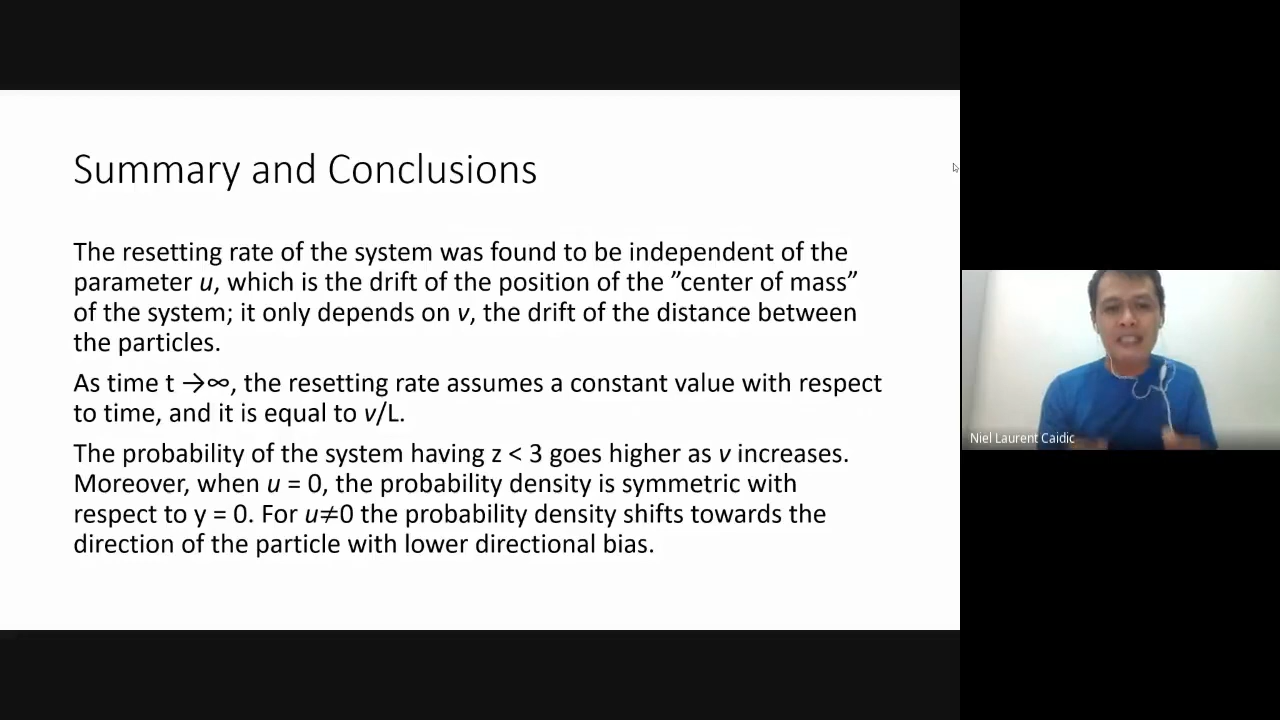 Summary and Conclusions
The resetting rate of the system was found to be independent of the
parameter u, which is the drift of the position of the ”center of mass”
of the system; it only depends on v, the drift of the distance between
the particles.
As time t →∞, the resetting rate assumes a constant value with respect
to time, and it is equal to v/L.
The probability of the system having z < 3 goes higher as v increases.
Moreover, when u = 0, the probability density is symmetric with
respect to y = 0. For u≠0 the probability density shifts towards the
direction of the particle with lower directional bias.
Niel Laurent Caidic